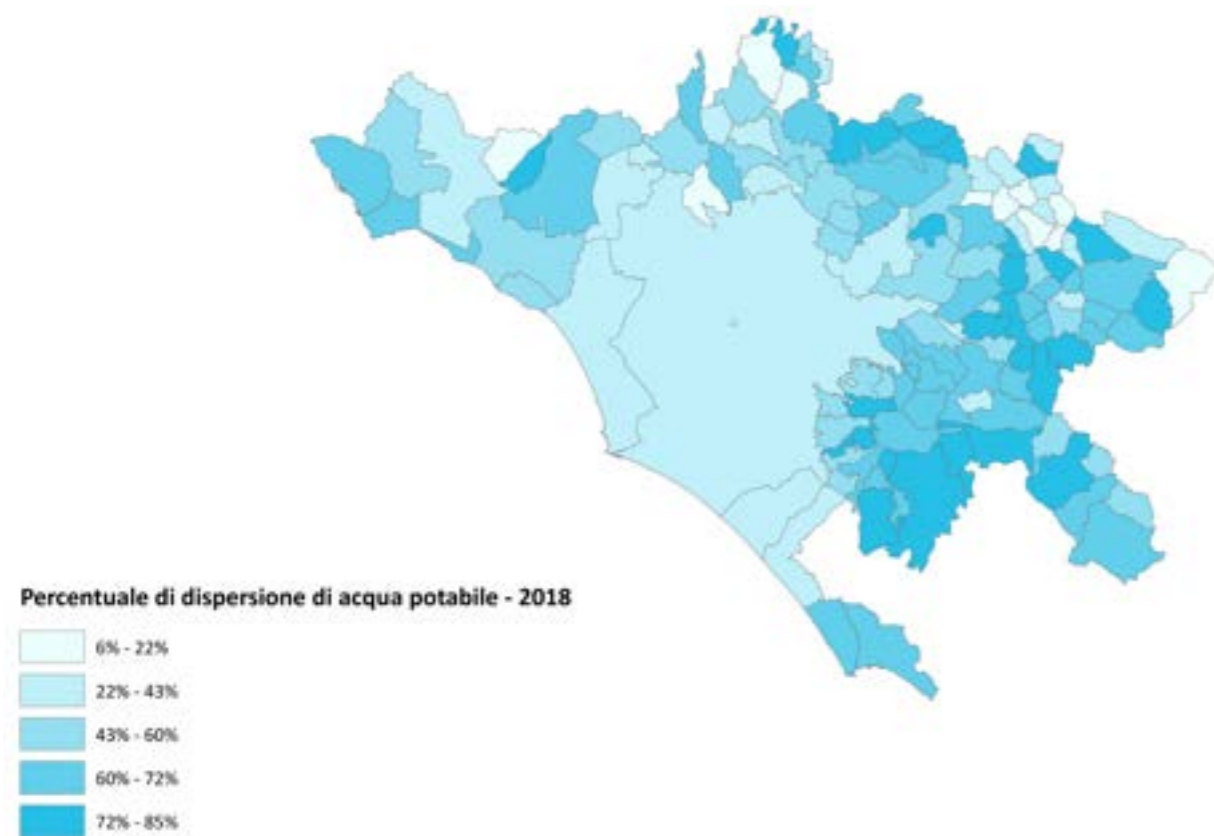 Percentuale di dispersione di acqua potabile - 2018
6% - 22%
22% - 43%
43% - 60%
60% - 72%
72% - 85%